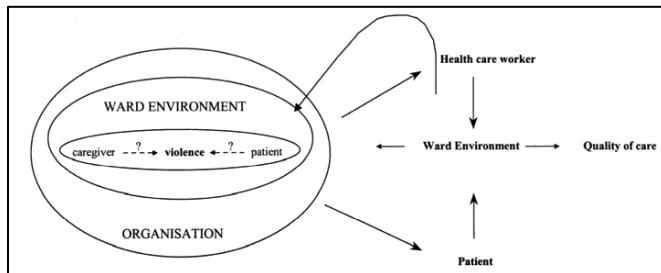 Health care worker
WARD ENVIRONMENT
? ?
caregiver violence patient
Ward Environment Quality of care
ORGANISATION
Patient